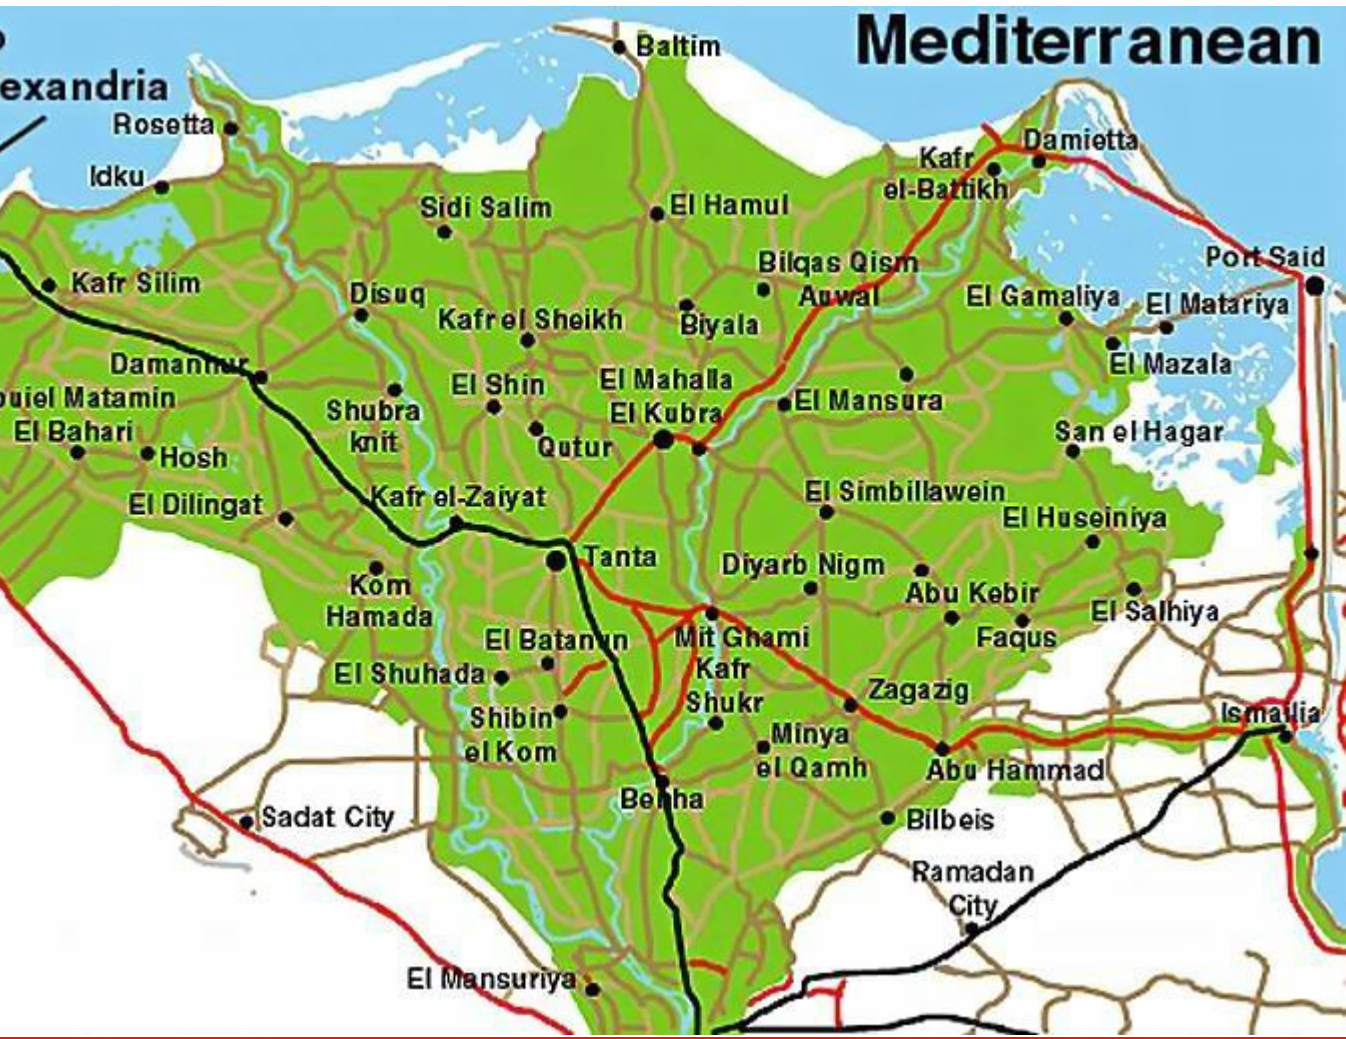 Mediterranean
Baltim
exandria
Rosetta
Damietta
Kafr
el-Battikh
Idku
Sidi Salim
El Hamul
Port Said
Bilqas Qism
Auwal
Kafr Silim
Disuq
El Gamaliya
El Matariya
Kafr el Sheikh
Biyala
Damanhur
El Mazala
El Shin
El Mahalla
El Kubra
ouiel Matamin
El Bahari
Shubra
knit
El Mansura
Qutur
San el Hagar
Hosh
El Dilingat
Kafr el-Zaiyat
El Simbillawein
El Huseiniya
Tanta
Diyarb Nigm
Kom
Hamada
Abu Kebir
El Salhiya
Faqus
El Batanun
Mit Ghami
El Shuhada
Kafr
Shukr
Zagazig
Shibin
el Kom
Minya
el Qamh
Ismailia
Abu Hammad
Benha
Sadat City
Bilbeis
Ramadan
City
El Mansuriya